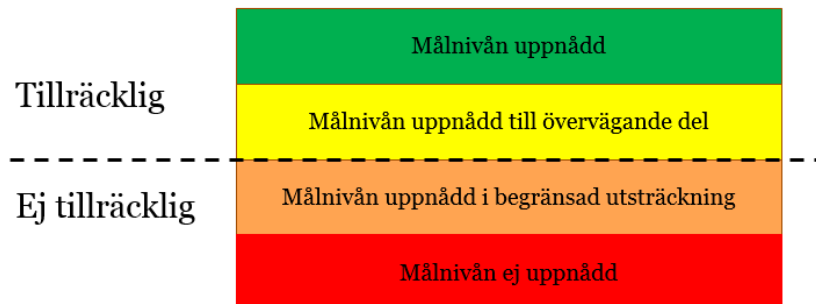 Målnivån uppnådd
Tillräcklig
Målnivån uppnådd till övervägande del
Ej tillräcklig
Målnivån uppnådd i begränsad utsträckning
Målnivån ej uppnådd